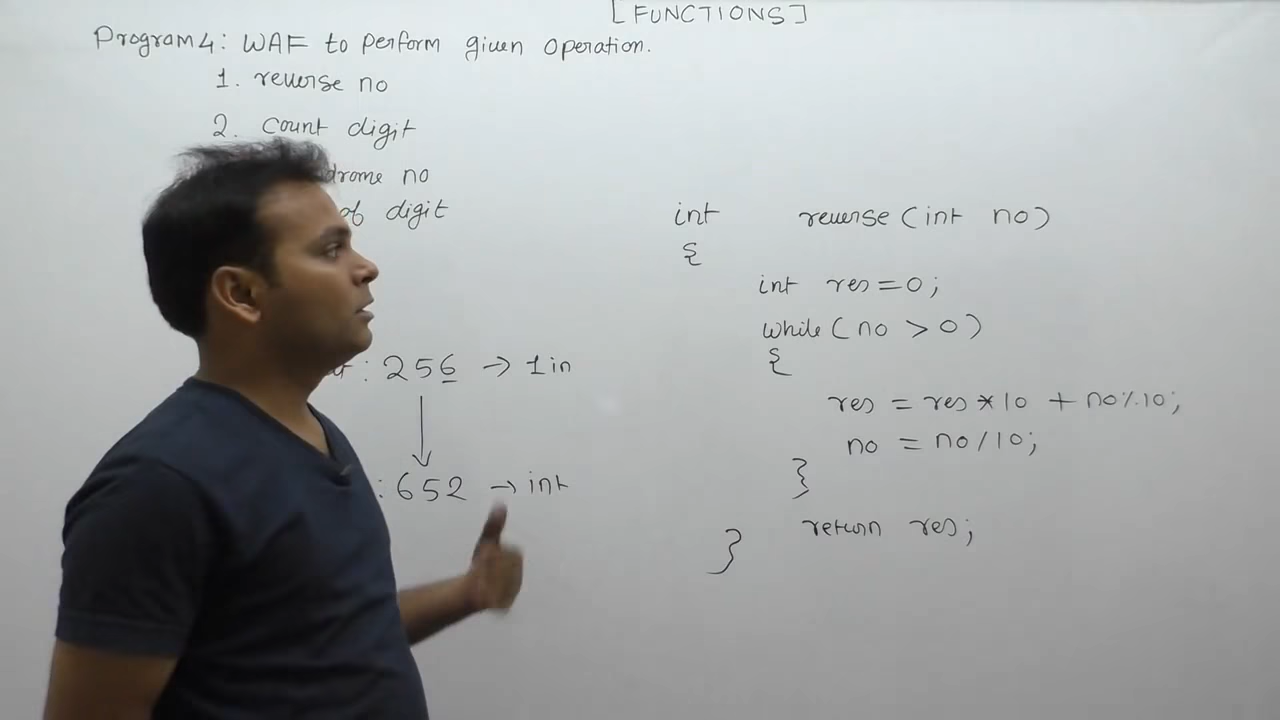 [FUNCTIONS]
Program 4: WAF to perform given operation.
1. reverse no
2. count digit
drome no
of digit
: 256 → 1 in
: 652 → int
int reverse (int no)
{
int res = 0;
while (no > 0)
{
res = res * 10 + no % 10;
no = no / 10;
}
return res;
}